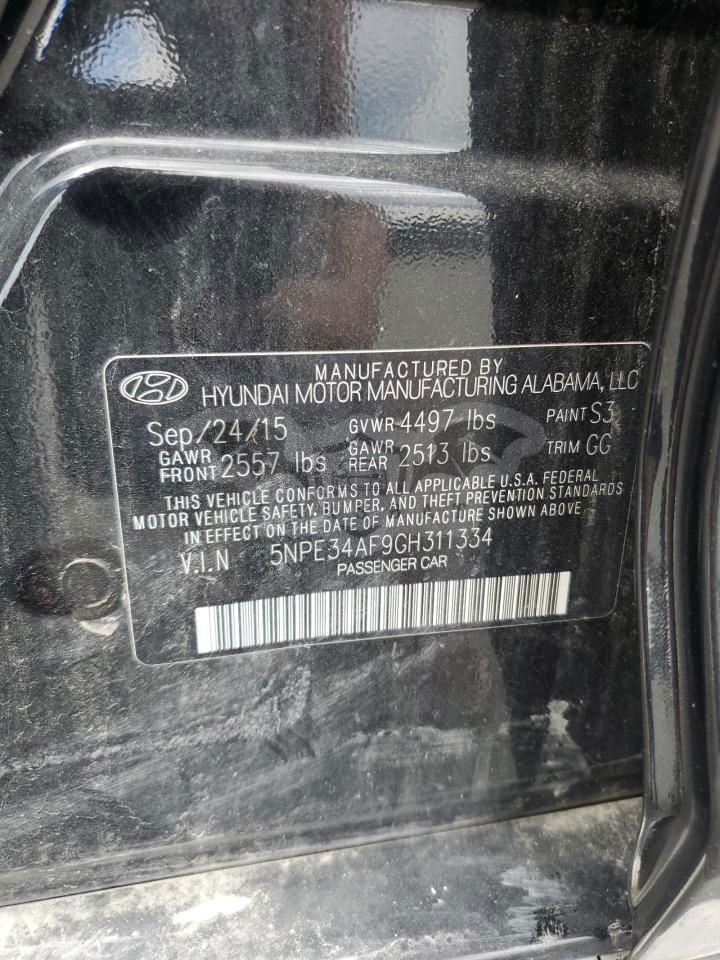 MANUFACTURED BY
HYUNDAI MOTOR MANUFACTURING ALABAMA, LLC
Sep/24/15 GVWR 4497 lbs PAINT S3
GAWR FRONT 2557 lbs GAWR REAR 2513 lbs TRIM GG
THIS VEHICLE CONFORMS TO ALL APPLICABLE U.S.A. FEDERAL
MOTOR VEHICLE SAFETY, BUMPER, AND THEFT PREVENTION STANDARDS
IN EFFECT ON THE DATE OF MANUFACTURE SHOWN ABOVE
V.I.N 5NPE34AF9GH311334
PASSENGER CAR